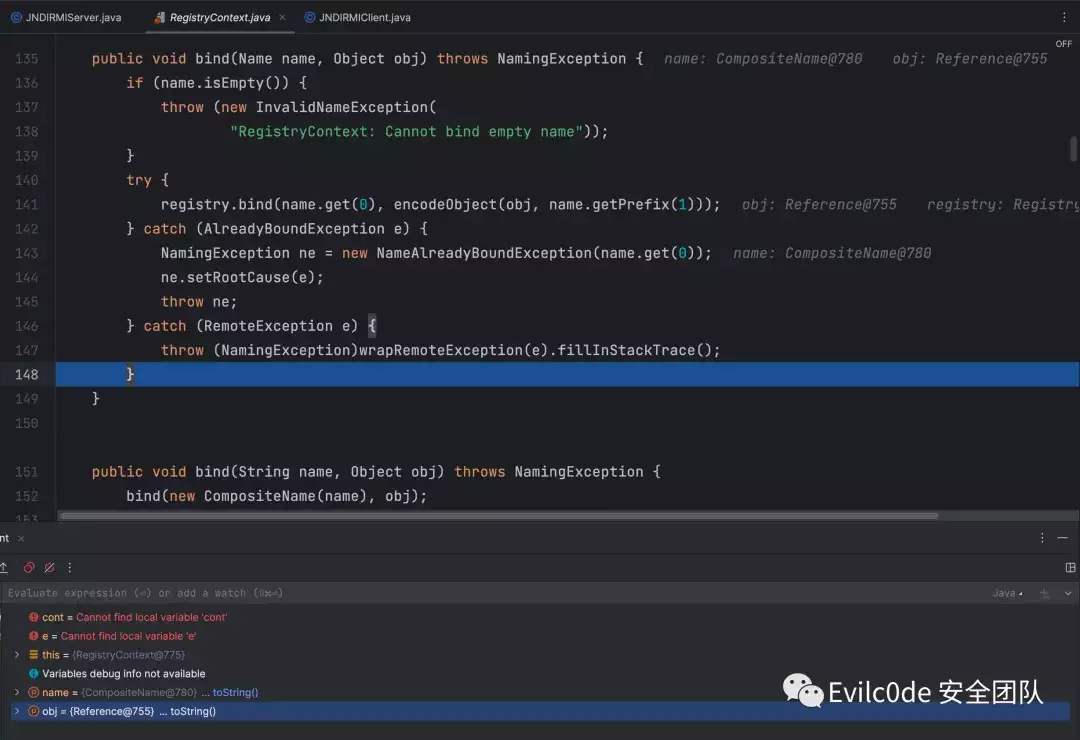 JNDIRMIServer.java RegistryContext.java JNDIRMIClient.java
OFF
135 public void bind(Name name, Object obj) throws NamingException { name: CompositeName@780 obj: Reference@755
136 if (name.isEmpty()) {
137 throw (new InvalidNameException(
138 "RegistryContext: Cannot bind empty name"));
139 }
140 try {
141 registry.bind(name.get(0), encodeObject(obj, name.getPrefix(1))); obj: Reference@755 registry: Registry
142 } catch (AlreadyBoundException e) {
143 NamingException ne = new NameAlreadyBoundException(name.get(0)); name: CompositeName@780
144 ne.setRootCause(e);
145 throw ne;
146 } catch (RemoteException e) {
147 throw (NamingException)wrapRemoteException(e).fillInStackTrace();
148 }
149 }
150
151 public void bind(String name, Object obj) throws NamingException {
152 bind(new CompositeName(name), obj);
153
nt
Evaluate expression (⏎) or add a watch (⇧⌘⏎) Java
cont = Cannot find local variable 'cont'
e = Cannot find local variable 'e'
this = {RegistryContext@775}
Variables debug info not available
name = {CompositeName@780} ... toString()
obj = {Reference@755} ... toString()
Evilc0de 安全团队